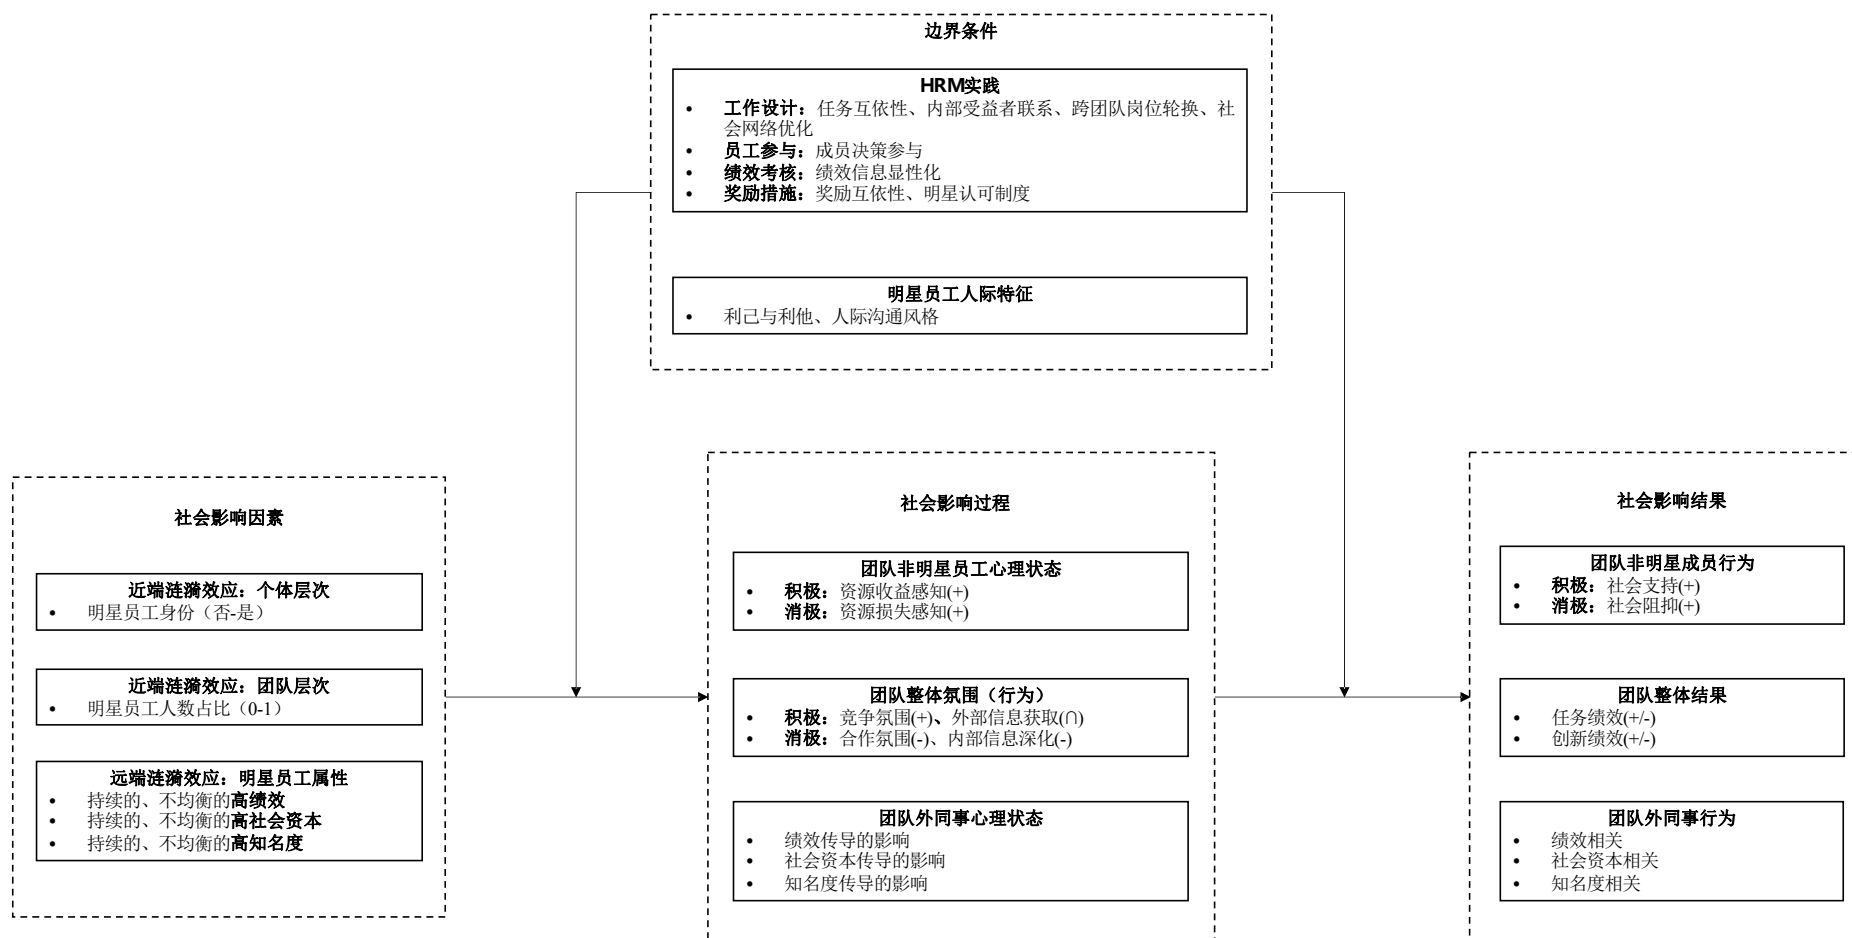 边界条件
HRM实践
• 工作设计：任务互依性、内部受益者联系、跨团队岗位轮换、社
会网络优化
• 员工参与：成员决策参与
• 绩效考核：绩效信息显性化
• 奖励措施：奖励互依性、明星认可制度
明星员工人际特征
• 利己与利他、人际沟通风格
社会影响因素
近端涟漪效应：个体层次
• 明星员工身份（否-是）
近端涟漪效应：团队层次
• 明星员工人数占比（0-1）
远端涟漪效应：明星员工属性
• 持续的、不均衡的高绩效
• 持续的、不均衡的高社会资本
• 持续的、不均衡的高知名度
社会影响过程
团队非明星员工心理状态
• 积极：资源收益感知(+)
• 消极：资源损失感知(+)
团队整体氛围（行为）
• 积极：竞争氛围(+)、外部信息获取(∩)
• 消极：合作氛围(-)、内部信息深化(-)
团队外同事心理状态
• 绩效传导的影响
• 社会资本传导的影响
• 知名度传导的影响
社会影响结果
团队非明星成员行为
• 积极：社会支持(+)
• 消极：社会阻抑(+)
团队整体结果
• 任务绩效(+/-)
• 创新绩效(+/-)
团队外同事行为
• 绩效相关
• 社会资本相关
• 知名度相关